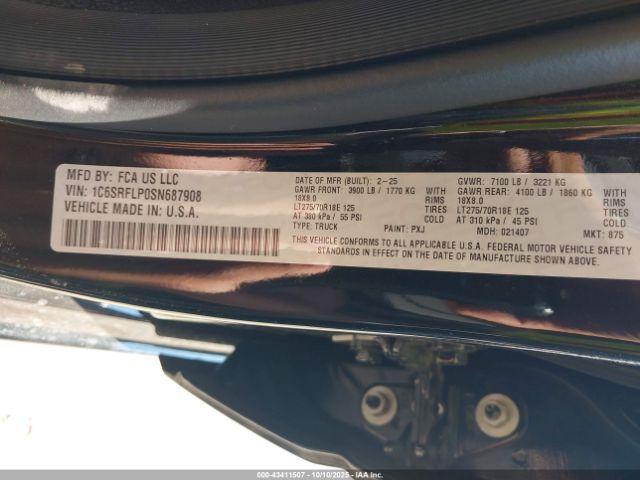 MFD BY: FCA US LLC
VIN: 1C6SRFLP0SN687908
VEHICLE MADE IN U.S.A.
DATE OF MFR (BUILT): 2-25 GVWR: 7100 LB / 3221 KG
GAWR FRONT: 3900 LB / 1770 KG WITH GAWR REAR: 4100 LB / 1860 KG WITH
18X8.0 RIMS 18X8.0 RIMS
LT275/70R18E 125 TIRES LT275/70R18E 125 TIRES
AT 380 kPa / 55 PSI COLD AT 310 kPa / 45 PSI COLD
TYPE: TRUCK PAINT: PXJ MDH: 021407 MKT: 875
THIS VEHICLE CONFORMS TO ALL APPLICABLE U.S.A. FEDERAL MOTOR VEHICLE SAFETY
STANDARDS IN EFFECT ON THE DATE OF MANUFACTURE SHOWN ABOVE.
000-43411507 - 10/10/2025 - IAAI.COM